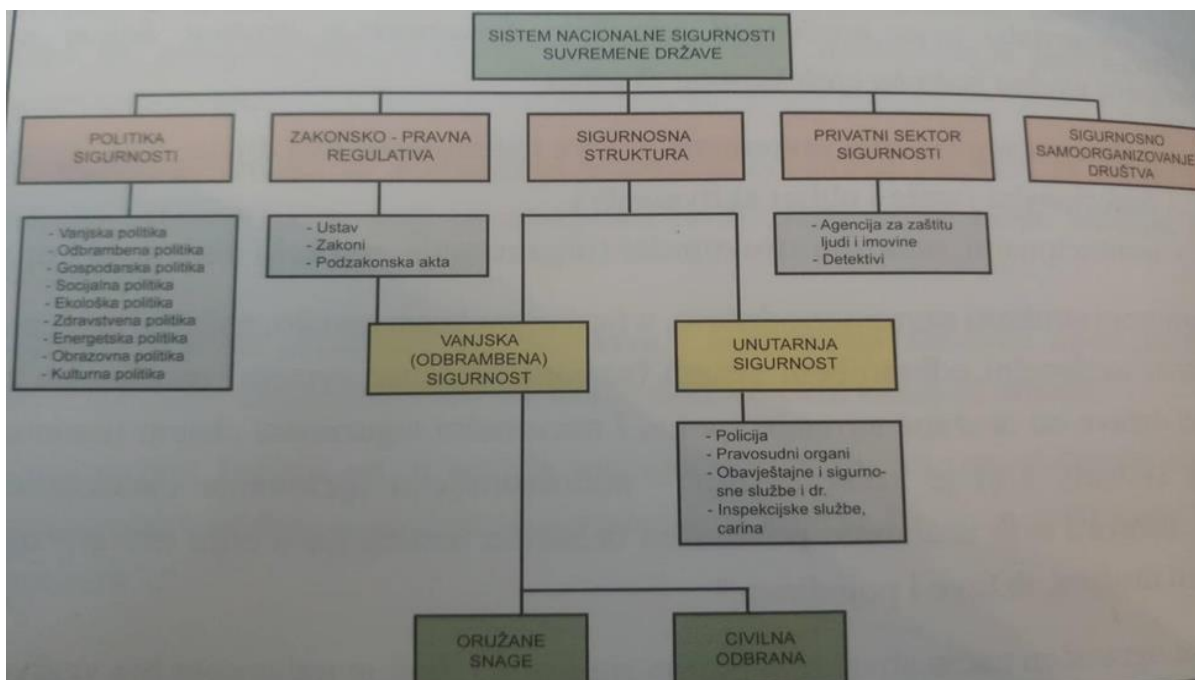 SISTEM NACIONALNE SIGURNOSTI
SUVREMENE DRŽAVE
POLITIKA
SIGURNOSTI
ZAKONSKO - PRAVNA
REGULATIVA
SIGURNOSNA
STRUKTURA
PRIVATNI SEKTOR
SIGURNOSTI
SIGURNOSNO
SAMOORGANIZOVANJE
DRUŠTVA
- Vanjska politika
- Odbrambena politika
- Gospodarska politika
- Socijalna politika
- Ekološka politika
- Zdravstvena politika
- Energetska politika
- Obrazovna politika
- Kulturna politika
- Ustav
- Zakoni
- Podzakonska akta
- Agencija za zaštitu
ljudi i imovine
- Detektivi
VANJSKA
(ODBRAMBENA)
SIGURNOST
UNUTARNJA
SIGURNOST
- Policija
- Pravosudni organi
- Obavještajne i sigurno-
sne službe i dr.
- Inspekcijske službe,
carina
ORUŽANE
SNAGE
CIVILNA
ODBRANA